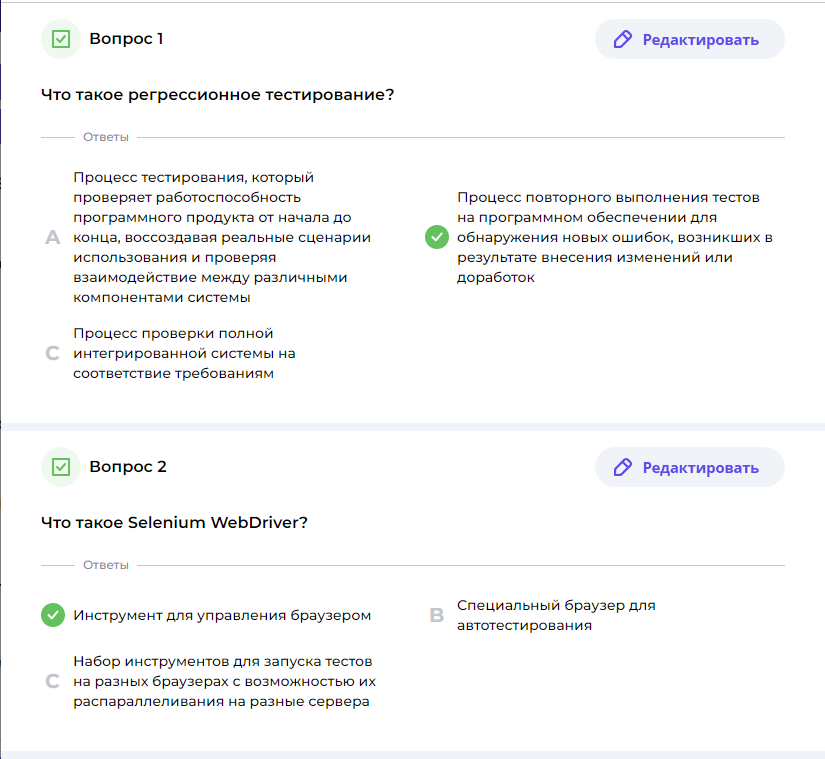 Вопрос 1
Редактировать
Что такое регрессионное тестирование?
Ответы
A
Процесс тестирования, который
проверяет работоспособность
программного продукта от начала до
конца, воссоздавая реальные сценарии
использования и проверяя
взаимодействие между различными
компонентами системы
Процесс повторного выполнения тестов
на программном обеспечении для
обнаружения новых ошибок, возникших в
результате внесения изменений или
доработок
C
Процесс проверки полной
интегрированной системы на
соответствие требованиям
Вопрос 2
Редактировать
Что такое Selenium WebDriver?
Ответы
Инструмент для управления браузером
B
Специальный браузер для
автотестирования
C
Набор инструментов для запуска тестов
на разных браузерах с возможностью их
распараллеливания на разные сервера